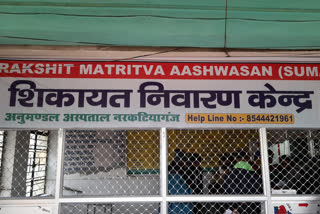 RAKSHIT MATRITVA AASHWASAN (SUM
शिकायत निवारण केन्द्र
अनुमण्डल अस्पताल नरकटियागंज Help Line No :- 8544421961